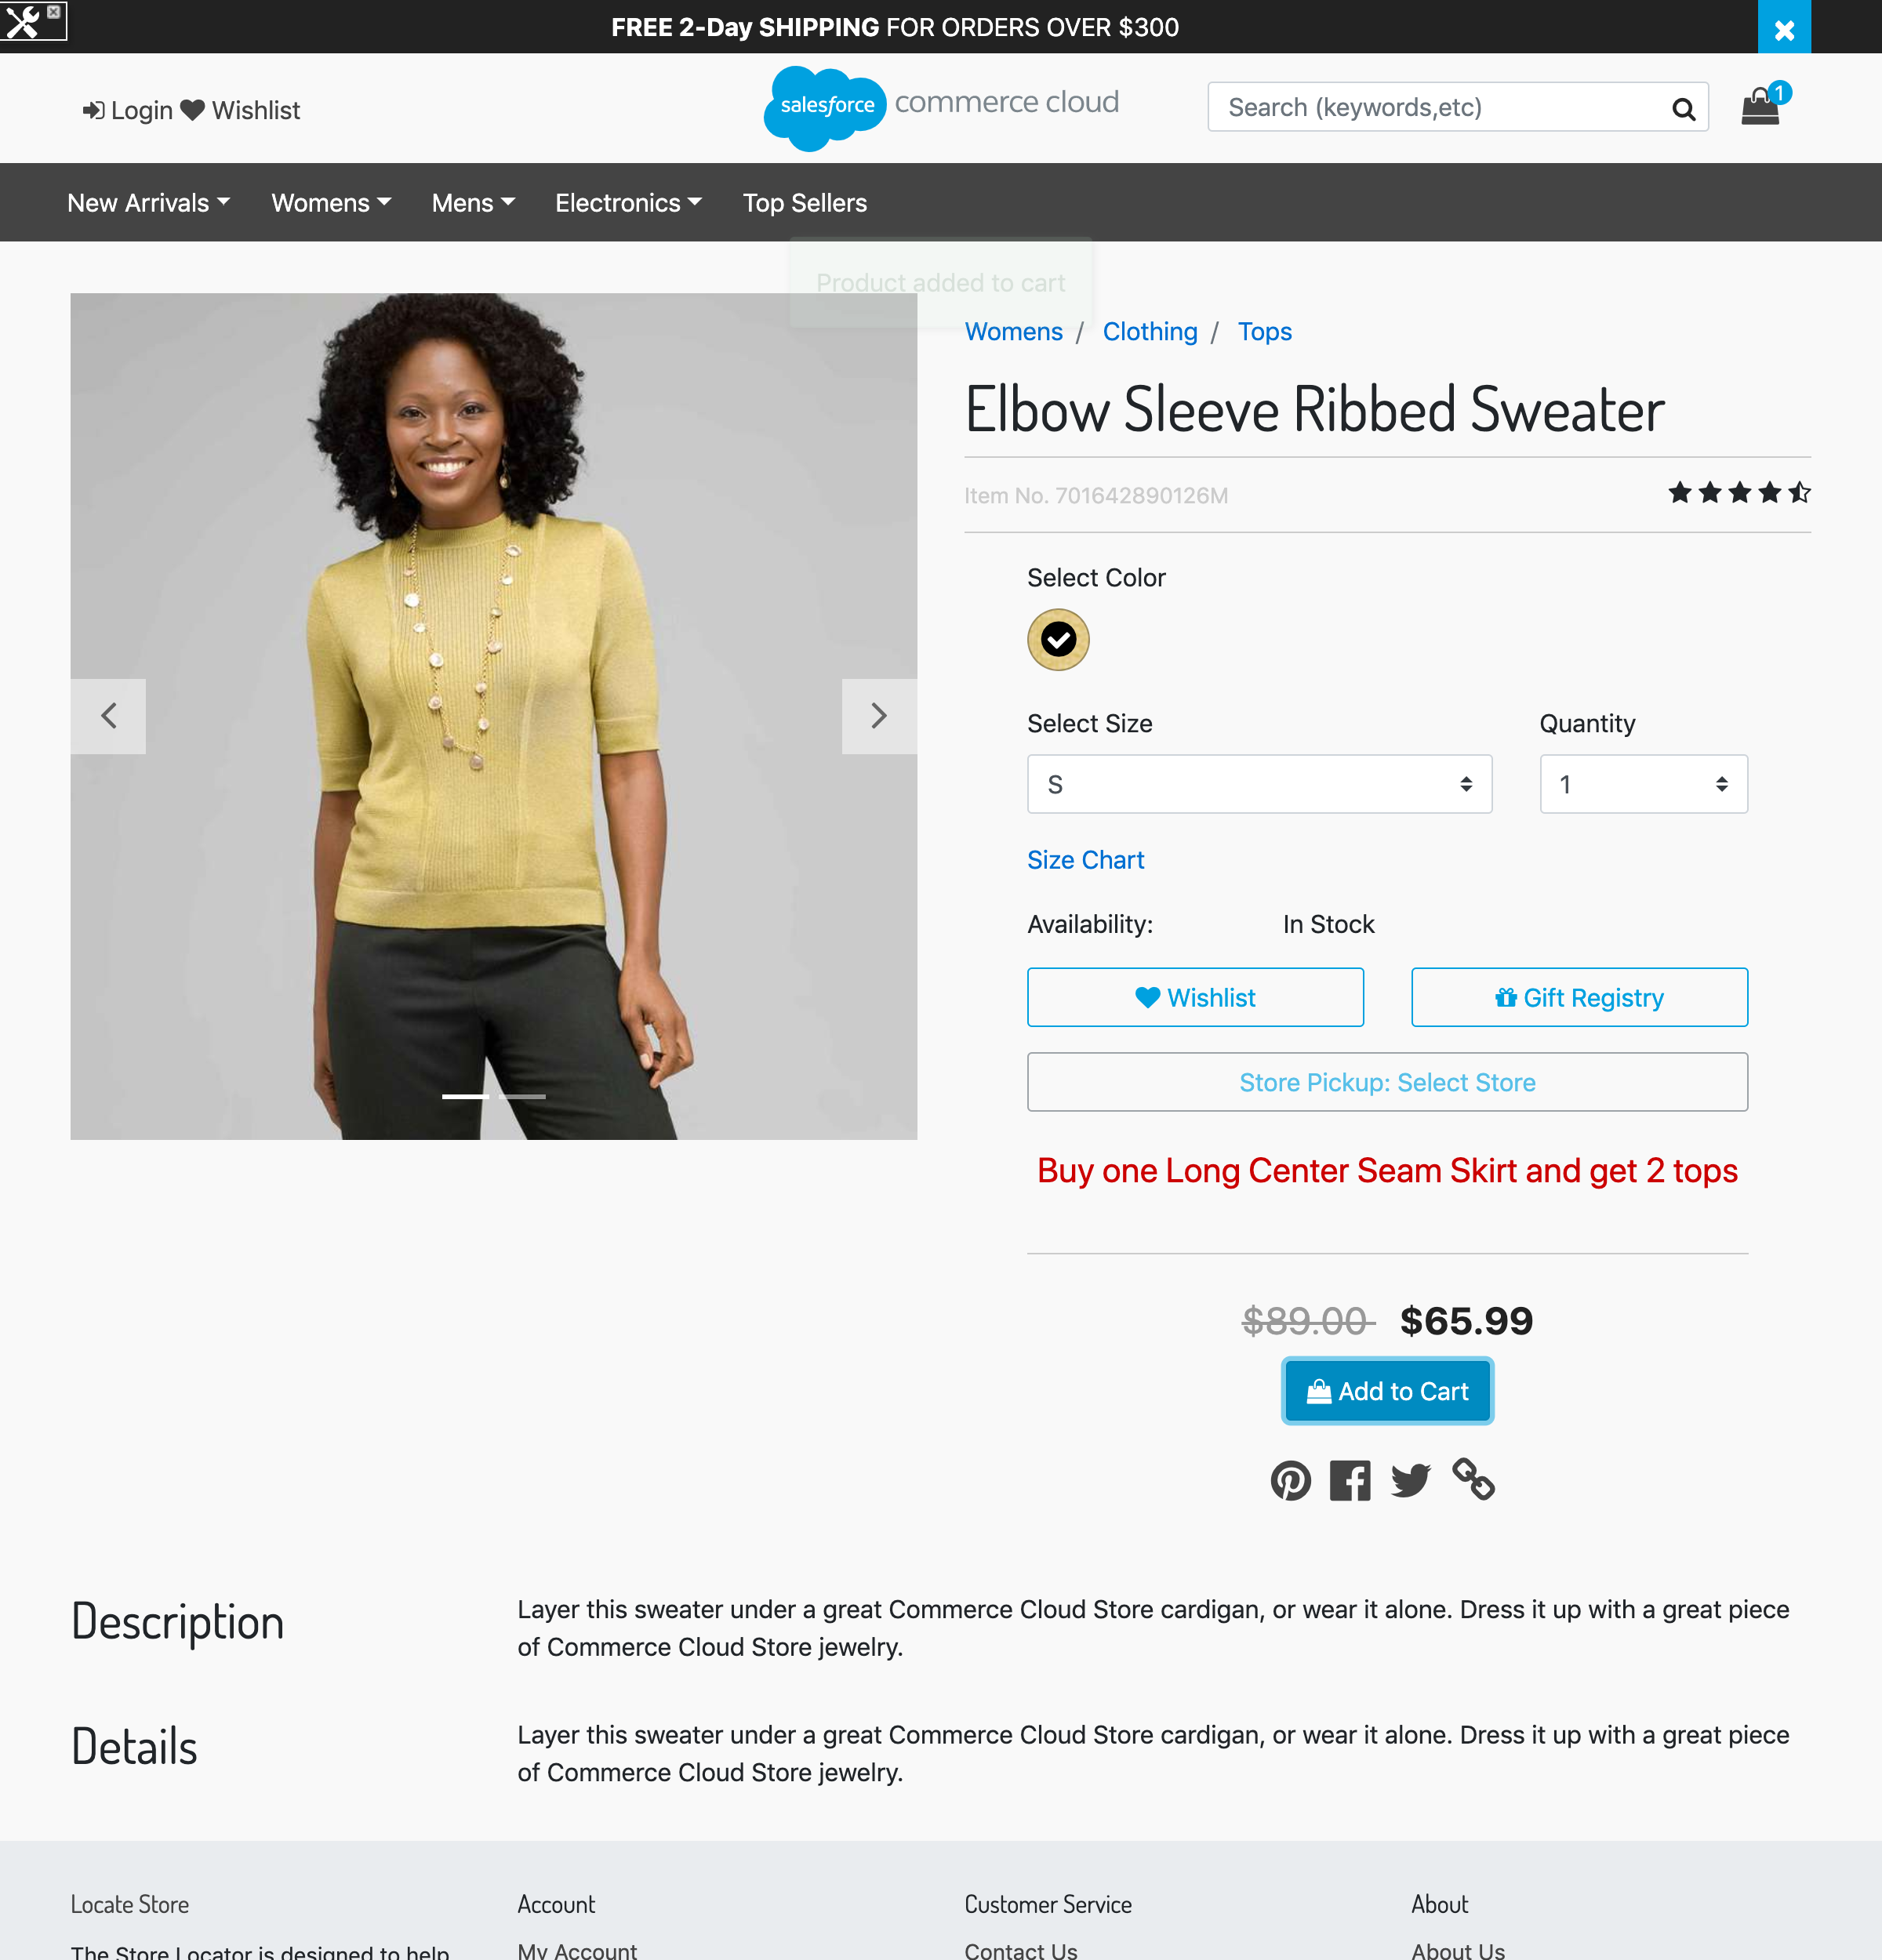 FREE 2-Day SHIPPING FOR ORDERS OVER $300
Login Wishlist
salesforce commerce cloud
Search (keywords,etc)
1
New Arrivals
Womens
Mens
Electronics
Top Sellers
Product added to cart
Womens / Clothing / Tops
Elbow Sleeve Ribbed Sweater
Item No. 701642890126M
Select Color
Select Size
Quantity
S
1
Size Chart
Availability: In Stock
Wishlist
Gift Registry
Store Pickup: Select Store
Buy one Long Center Seam Skirt and get 2 tops
$89.00 $65.99
Add to Cart
Description
Layer this sweater under a great Commerce Cloud Store cardigan, or wear it alone. Dress it up with a great piece
of Commerce Cloud Store jewelry.
Details
Layer this sweater under a great Commerce Cloud Store cardigan, or wear it alone. Dress it up with a great piece
of Commerce Cloud Store jewelry.
Locate Store
The Store Locator is designed to help
Account
My Account
Customer Service
Contact Us
About
About Us